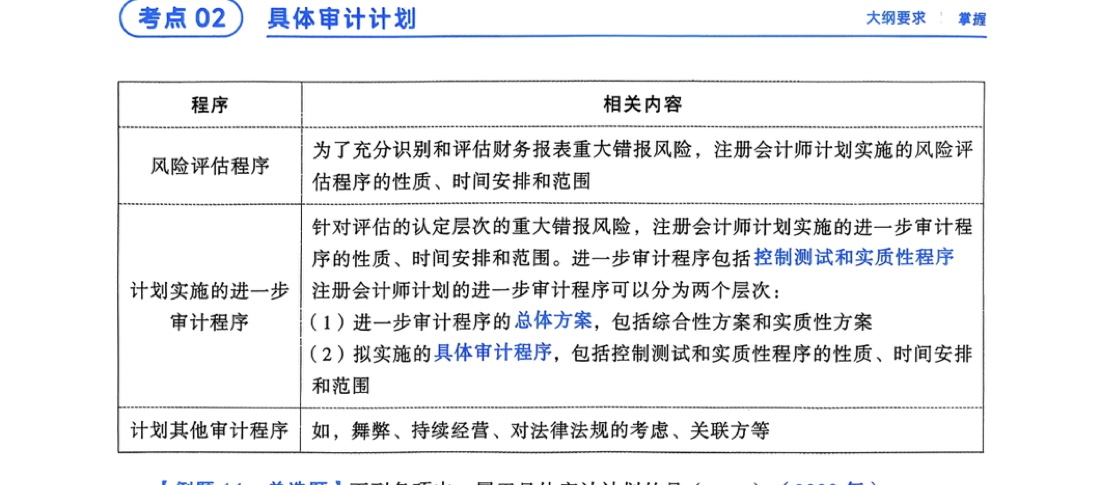 考点 02 具体审计计划 大纲要求 掌握
程序 相关内容
风险评估程序
为了充分识别和评估财务报表重大错报风险，注册会计师计划实施的风险评
估程序的性质、时间安排和范围
计划实施的进一步
审计程序
针对评估的认定层次的重大错报风险，注册会计师计划实施的进一步审计程
序的性质、时间安排和范围。进一步审计程序包括控制测试和实质性程序
注册会计师计划的进一步审计程序可以分为两个层次：
（1）进一步审计程序的总体方案，包括综合性方案和实质性方案
（2）拟实施的具体审计程序，包括控制测试和实质性程序的性质、时间安排
和范围
计划其他审计程序 如，舞弊、持续经营、对法律法规的考虑、关联方等